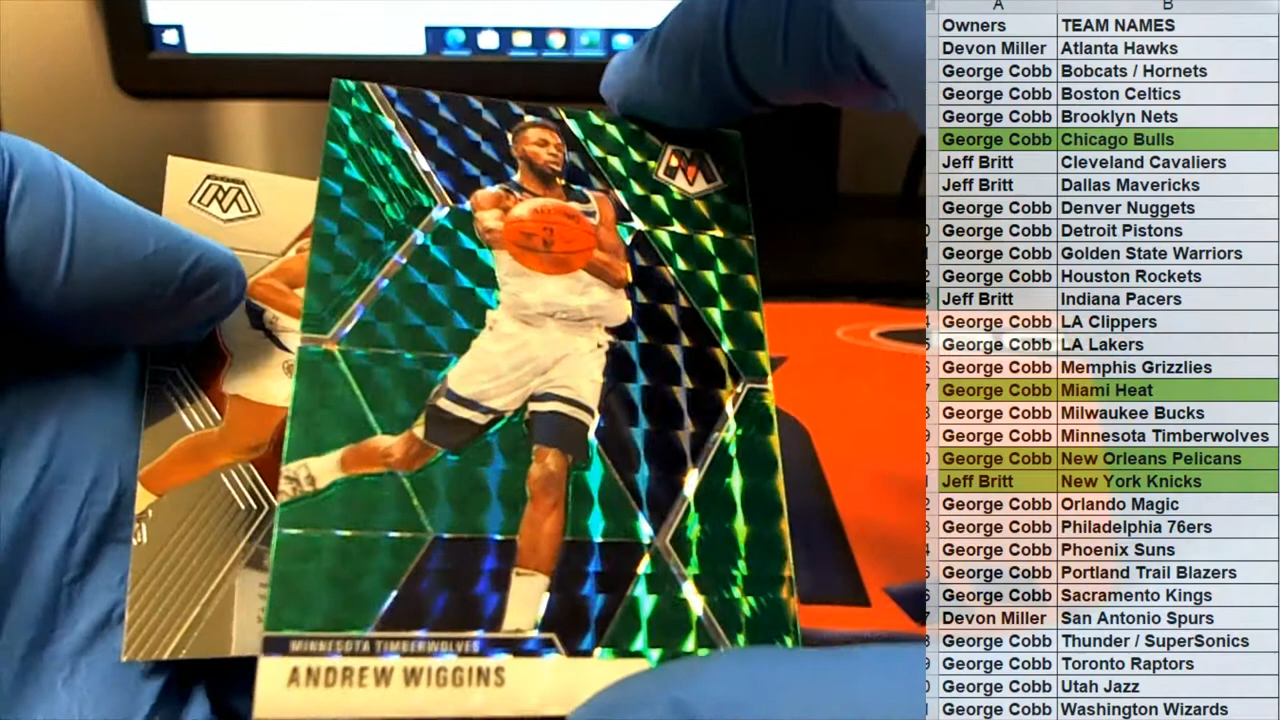 MINNESOTA TIMBERWOLVES
ANDREW WIGGINS
A B
Owners TEAM NAMES
Devon Miller Atlanta Hawks
George Cobb Bobcats / Hornets
George Cobb Boston Celtics
George Cobb Brooklyn Nets
George Cobb Chicago Bulls
Jeff Britt Cleveland Cavaliers
Jeff Britt Dallas Mavericks
George Cobb Denver Nuggets
George Cobb Detroit Pistons
George Cobb Golden State Warriors
George Cobb Houston Rockets
Jeff Britt Indiana Pacers
George Cobb LA Clippers
George Cobb LA Lakers
George Cobb Memphis Grizzlies
George Cobb Miami Heat
George Cobb Milwaukee Bucks
George Cobb Minnesota Timberwolves
George Cobb New Orleans Pelicans
Jeff Britt New York Knicks
George Cobb Orlando Magic
George Cobb Philadelphia 76ers
George Cobb Phoenix Suns
George Cobb Portland Trail Blazers
George Cobb Sacramento Kings
Devon Miller San Antonio Spurs
George Cobb Thunder / SuperSonics
George Cobb Toronto Raptors
George Cobb Utah Jazz
George Cobb Washington Wizards